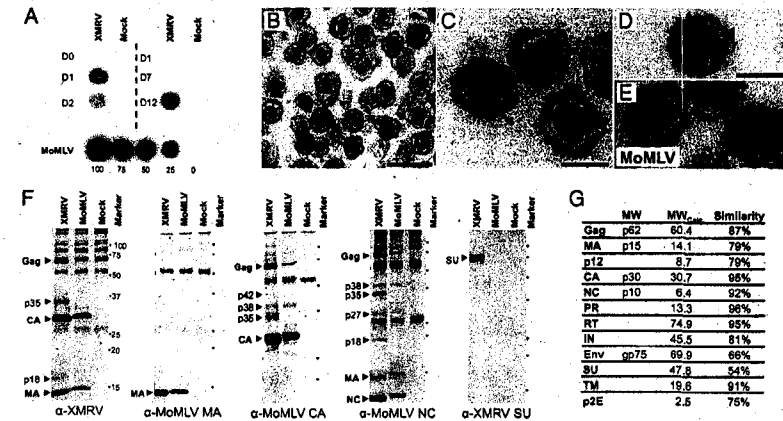 A
XMRV Mock XMRV Mock
D0 D1
D1 D7
D2 D12
MoMLV
100 75 50 25 0
B
C
D
E
MoMLV
F
XMRV MoMLV Mock Marker
Gag
p35
CA
p18
MA
100
75
50
37
25
20
15
α-XMRV
XMRV MoMLV Mock Marker
MA
α-MoMLV MA
XMRV MoMLV Mock Marker
Gag
p42
p38
p35
CA
α-MoMLV CA
XMRV MoMLV Mock Marker
Gag
p38
p35
p27
p18
MA
NC
α-MoMLV NC
XMRV MoMLV Mock Marker
SU
α-XMRV SU
G
MW MWCalc Similarity
Gag p62 60.4 87%
MA p15 14.1 79%
p12 8.7 79%
CA p30 30.7 95%
NC p10 6.4 92%
PR 13.3 96%
RT 74.9 95%
IN 45.5 81%
Env gp75 69.9 66%
SU 47.8 54%
TM 19.6 91%
p2E 2.5 75%